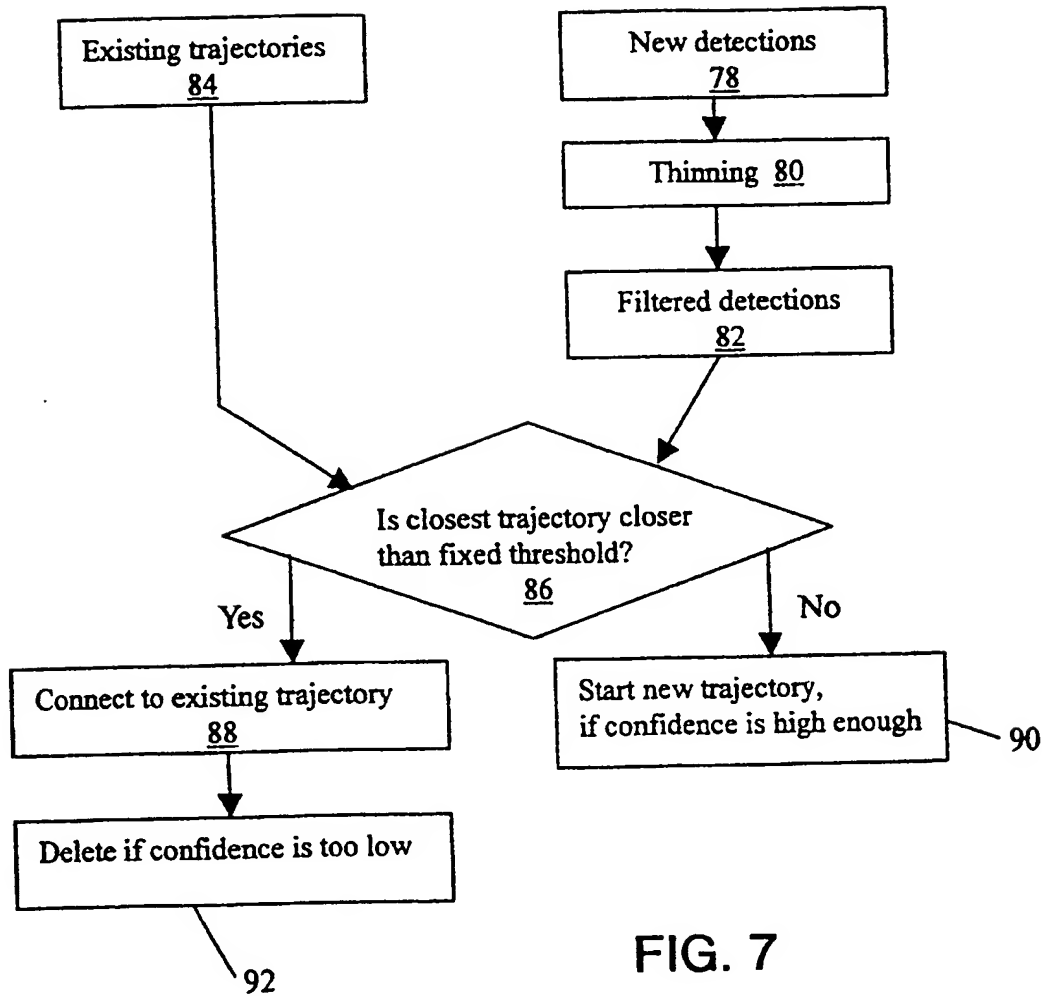 Existing trajectories
84
New detections
78
Thinning 80
Filtered detections
82
Is closest trajectory closer
than fixed threshold?
86
Yes
No
Connect to existing trajectory
88
Start new trajectory,
if confidence is high enough
90
Delete if confidence is too low
92
FIG. 7